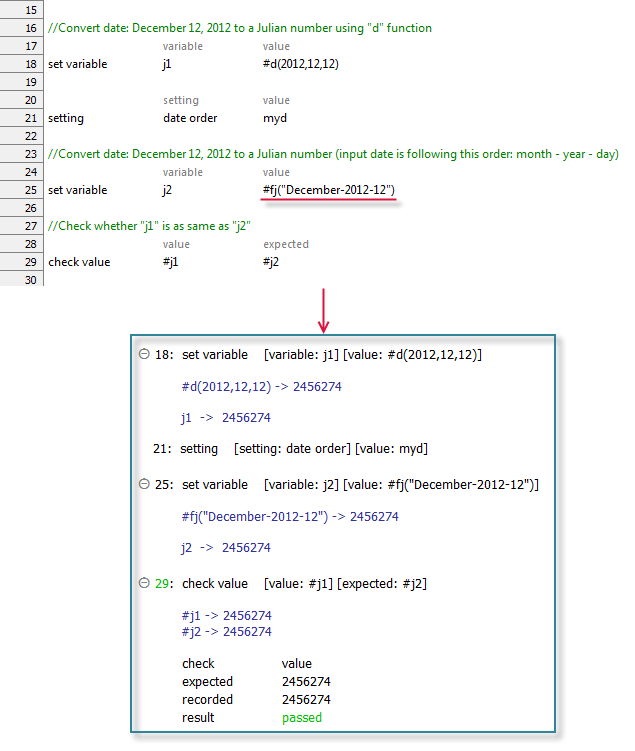 15
16 //Convert date: December 12, 2012 to a Julian number using "d" function
17 variable value
18 set variable j1 #d(2012,12,12)
19
20 setting value
21 setting date order myd
22
23 //Convert date: December 12, 2012 to a Julian number (input date is following this order: month - year - day)
24 variable value
25 set variable j2 #fj("December-2012-12")
26
27 //Check whether "j1" is as same as "j2"
28 value expected
29 check value #j1 #j2
30
18: set variable [variable: j1] [value: #d(2012,12,12)]
#d(2012,12,12) -> 2456274
j1 -> 2456274
21: setting [setting: date order] [value: myd]
25: set variable [variable: j2] [value: #fj("December-2012-12")]
#fj("December-2012-12") -> 2456274
j2 -> 2456274
29: check value [value: #j1] [expected: #j2]
#j1 -> 2456274
#j2 -> 2456274
check value
expected 2456274
recorded 2456274
result passed